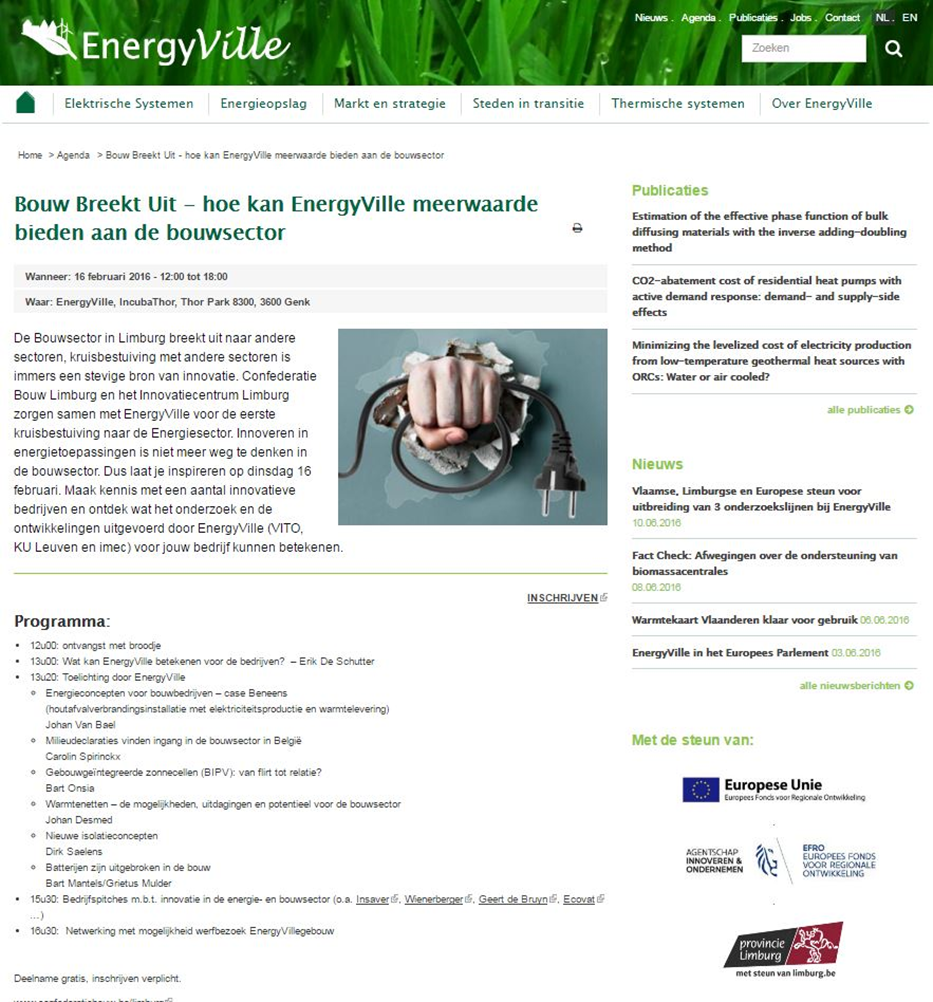 EnergyVille
Nieuws . Agenda . Publicaties . Jobs . Contact NL . EN
Zoeken
Elektrische Systemen Energieopslag Markt en strategie Steden in transitie Thermische systemen Over EnergyVille
Home > Agenda > Bouw Breekt Uit - hoe kan EnergyVille meerwaarde bieden aan de bouwsector
Bouw Breekt Uit - hoe kan EnergyVille meerwaarde
bieden aan de bouwsector
Wanneer: 16 februari 2016 - 12:00 tot 18:00
Waar: EnergyVille, IncubaThor, Thor Park 8300, 3600 Genk
De Bouwsector in Limburg breekt uit naar andere
sectoren, kruisbestuiving met andere sectoren is
immers een stevige bron van innovatie. Confederatie
Bouw Limburg en het Innovatiecentrum Limburg
zorgen samen met EnergyVille voor de eerste
kruisbestuiving naar de Energiesector. Innoveren in
energietoepassingen is niet meer weg te denken in
de bouwsector. Dus laat je inspireren op dinsdag 16
februari. Maak kennis met een aantal innovatieve
bedrijven en ontdek wat het onderzoek en de
ontwikkelingen uitgevoerd door EnergyVille (VITO,
KU Leuven en imec) voor jouw bedrijf kunnen betekenen.
INSCHRIJVEN
Programma:
• 12u00: ontvangst met broodje
• 13u00: Wat kan EnergyVille betekenen voor de bedrijven? – Erik De Schutter
• 13u20: Toelichting door EnergyVille
◦ Energieconcepten voor bouwbedrijven – case Beneens
(houtafvalverbrandingsinstallatie met elektriciteitsproductie en warmtelevering)
Johan Van Bael
◦ Milieudeclaraties vinden ingang in de bouwsector in België
Carolin Spirinckx
◦ Gebouwgeïntegreerde zonnecellen (BIPV): van flirt tot relatie?
Bart Onsia
◦ Warmtenetten – de mogelijkheden, uitdagingen en potentieel voor de bouwsector
Johan Desmed
◦ Nieuwe isolatieconcepten
Dirk Saelens
◦ Batterijen zijn uitgebroken in de bouw
Bart Mantels/Grietus Mulder
• 15u30: Bedrijfspitches m.b.t. innovatie in de energie- en bouwsector (o.a. Insaver, Wienerberger, Geert de Bruyn, Ecovat
…)
• 16u30: Netwerking met mogelijkheid werfbezoek EnergyVillegebouw
Deelname gratis, inschrijven verplicht.
www.confederatiebouw.be/limburg
Publicaties
Estimation of the effective phase function of bulk
diffusing materials with the inverse adding-doubling
method
CO2-abatement cost of residential heat pumps with
active demand response: demand- and supply-side
effects
Minimizing the levelized cost of electricity production
from low-temperature geothermal heat sources with
ORCs: Water or air cooled?
alle publicaties
Nieuws
Vlaamse, Limburgse en Europese steun voor
uitbreiding van 3 onderzoekslijnen bij EnergyVille
10.06.2016
Fact Check: Afwegingen over de ondersteuning van
biomassacentrales
08.06.2016
Warmtekaart Vlaanderen klaar voor gebruik 06.06.2016
EnergyVille in het Europees Parlement 03.06.2016
alle nieuwsberichten
Met de steun van:
Europese Unie
Europees Fonds voor Regionale Ontwikkeling
.
AGENTSCHAP
INNOVEREN &
ONDERNEMEN
EFRO
EUROPEES FONDS
VOOR REGIONALE
ONTWIKKELING
.
provincie
Limburg
met steun van limburg.be